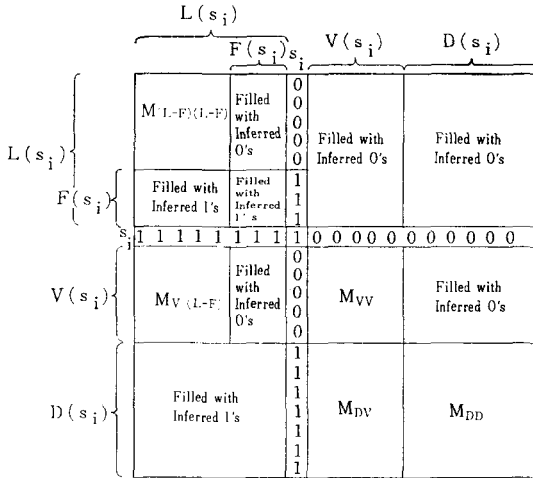 L(s_i)
F(s_i) s_i V(s_i) D(s_i)
L(s_i)
M(L-F)(L-F)
Filled with Inferred 0's
0
0
0
0
0
Filled with Inferred 0's
Filled with Inferred 0's
F(s_i)
Filled with Inferred 1's
Filled with Inferred 1's
1
1
1
s_i 1 1 1 1 1 1 1 1 1 0 0 0 0 0 0 0 0 0 0 0 0
V(s_i)
M_V(L-F)
Filled with Inferred 0's
0
0
0
0
0
M_VV
Filled with Inferred 0's
D(s_i)
Filled with Inferred 1's
1
1
1
1
1
1
1
M_DV
M_DD